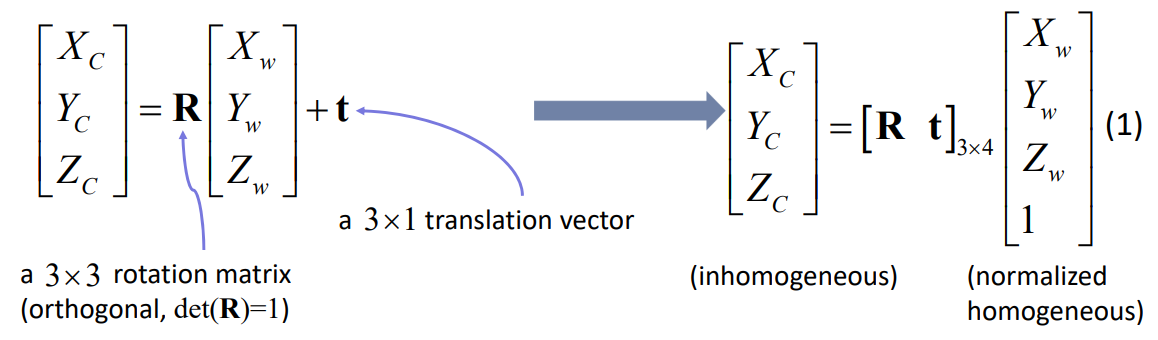 [X_C Y_C Z_C] = R [X_w Y_w Z_w] + t
[X_C Y_C Z_C] = [R t]_{3×4} [X_w Y_w Z_w 1] (1)
a 3×1 translation vector
a 3×3 rotation matrix
(orthogonal, det(R)=1)
(inhomogeneous)
(normalized
homogeneous)